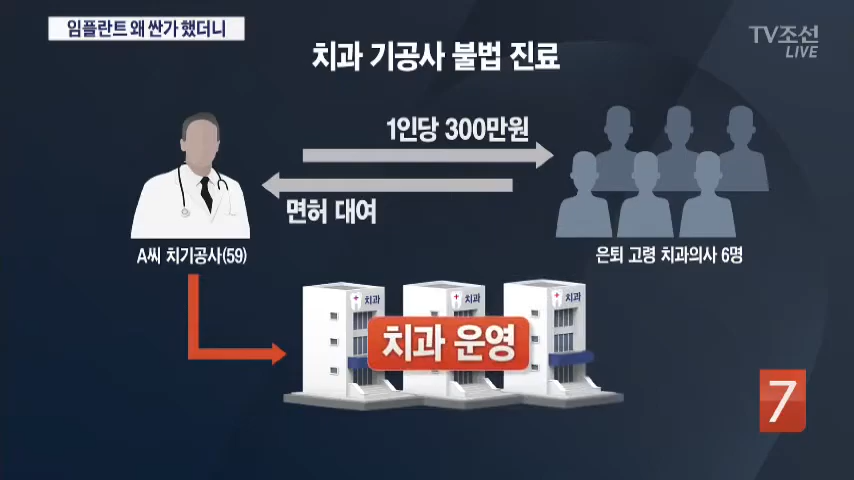 임플란트 왜 싼가 했더니
TV조선
LIVE
치과 기공사 불법 진료
1인당 300만원
면허 대여
A씨 치기공사(59)
은퇴 고령 치과의사 6명
치과
치과
치과
치과 운영
7